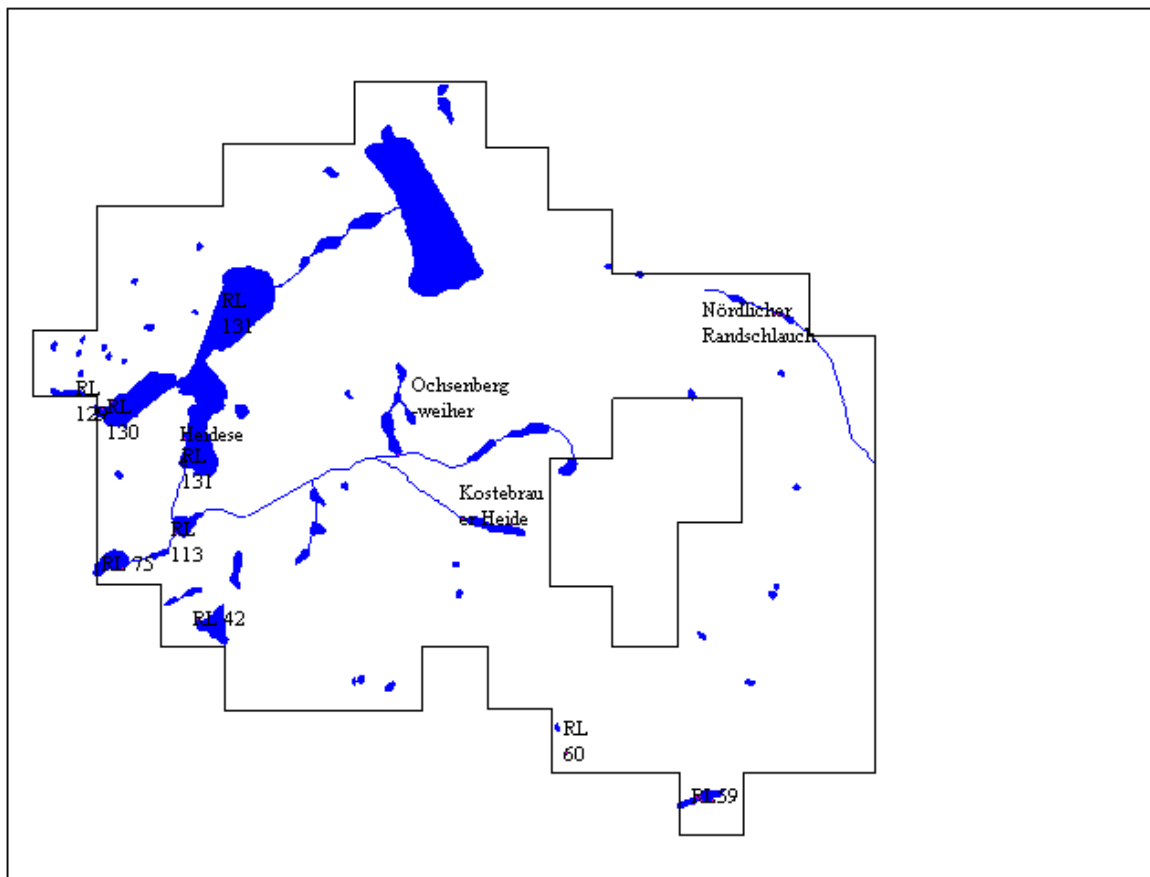 RL
131
Nördlicher
Randschlauch
Ochsenberg
-weiher
RL
RL
130
Heidese
RL
131
Kostebrau
er Heide
RL
113
RL 75
RL 42
RL
60
RL 59